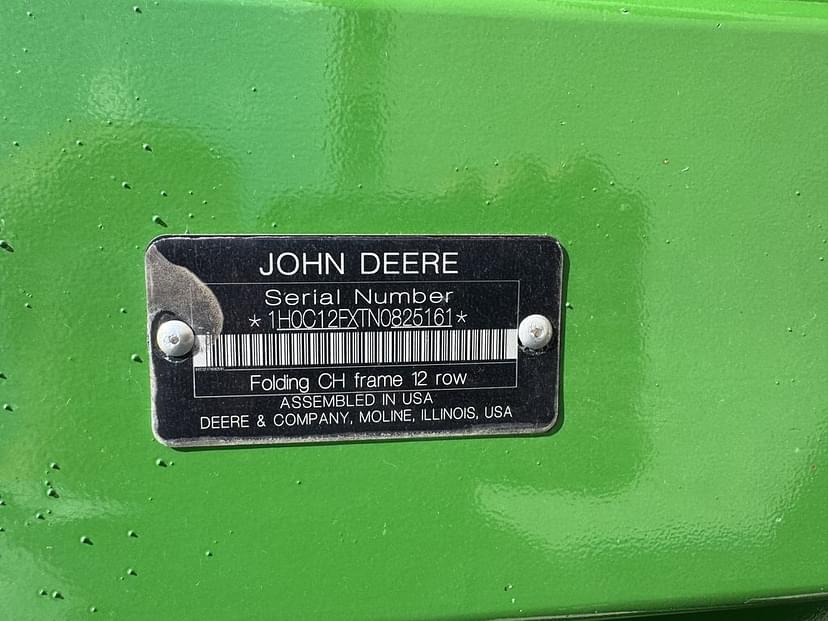 JOHN DEERE
Serial Number
*1H0C12FXTN0825161*
Folding CH frame 12 row
ASSEMBLED IN USA
DEERE & COMPANY, MOLINE, ILLINOIS, USA